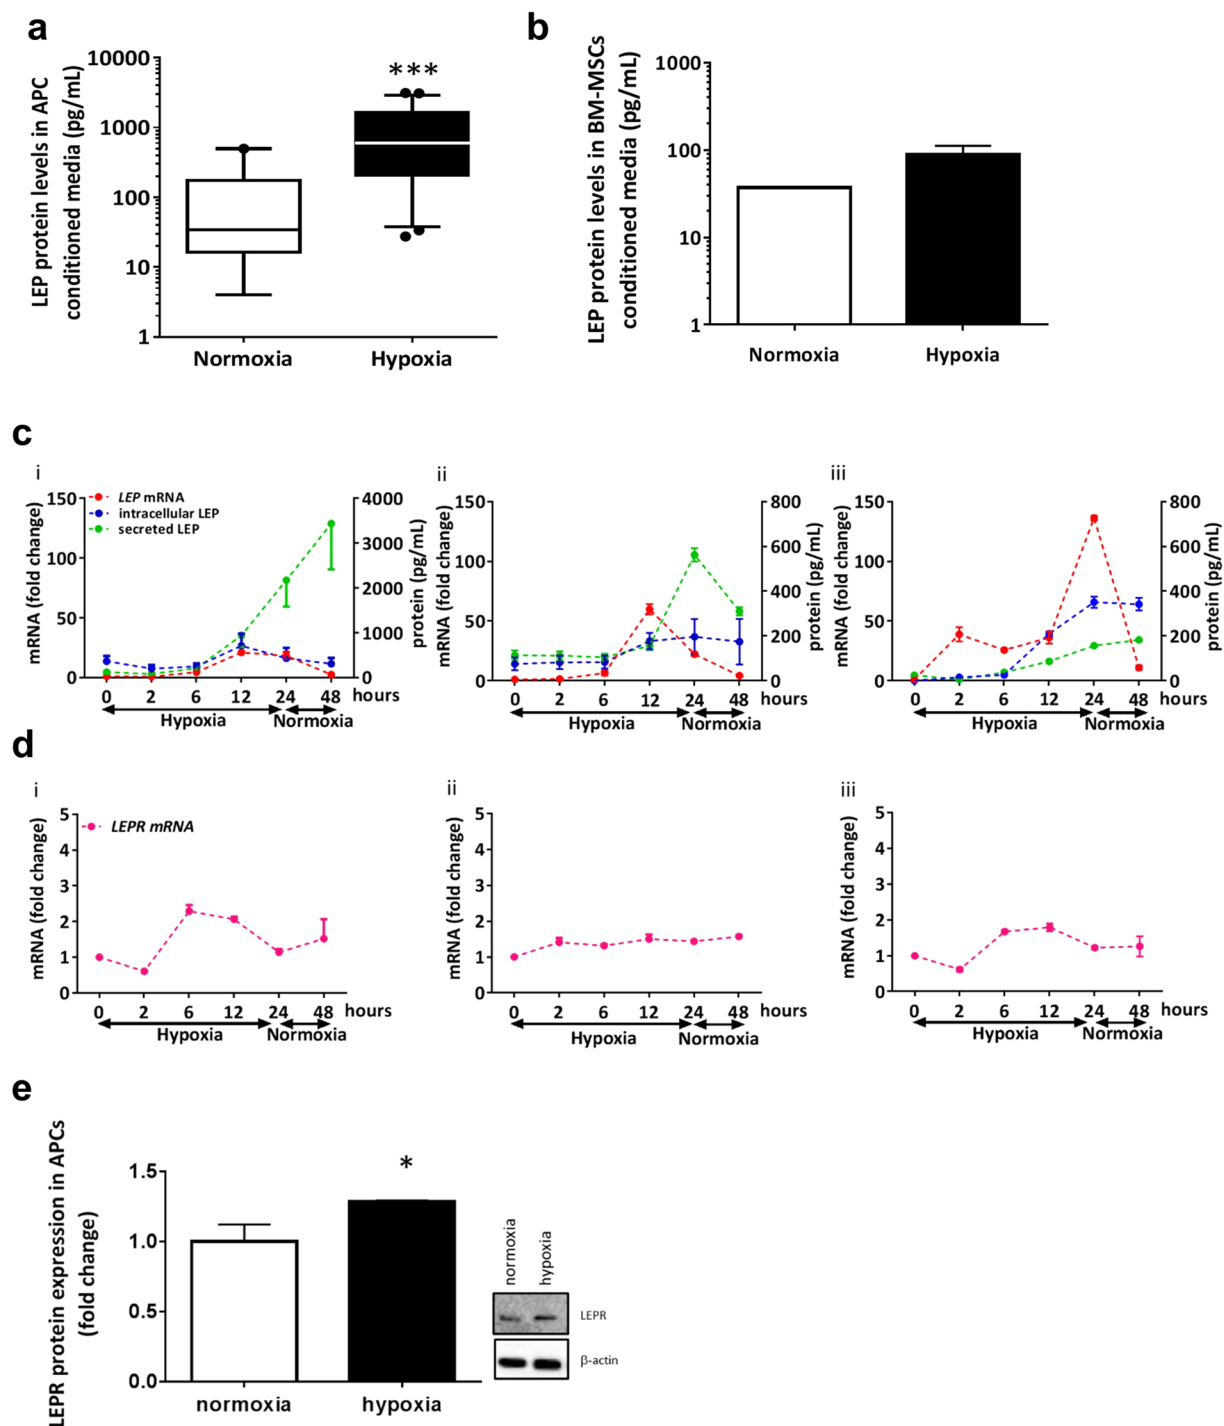 a
LEP protein levels in APC
conditioned media (pg/mL)
10000
1000
100
10
1
***
Normoxia
Hypoxia
b
LEP protein levels in BM-MSCs
conditioned media (pg/mL)
1000
100
10
1
Normoxia
Hypoxia
c
i
mRNA (fold change)
150
100
50
0
LEP mRNA
intracellular LEP
secreted LEP
4000
3000
2000
1000
0
protein (pg/mL)
0 2 6 12 24 48 hours
Hypoxia Normoxia
ii
mRNA (fold change)
150
100
50
0
800
600
400
200
0
protein (pg/mL)
0 2 6 12 24 48 hours
Hypoxia Normoxia
iii
mRNA (fold change)
150
100
50
0
800
600
400
200
0
protein (pg/mL)
0 2 6 12 24 48 hours
Hypoxia Normoxia
d
i
mRNA (fold change)
5
4
3
2
1
0
LEPR mRNA
0 2 6 12 24 48 hours
Hypoxia Normoxia
ii
mRNA (fold change)
5
4
3
2
1
0
0 2 6 12 24 48 hours
Hypoxia Normoxia
iii
mRNA (fold change)
5
4
3
2
1
0
0 2 6 12 24 48 hours
Hypoxia Normoxia
e
LEPR protein expression in APCs
(fold change)
1.5
1.0
0.5
0.0
*
normoxia
hypoxia
normoxia
hypoxia
LEPR
β-actin